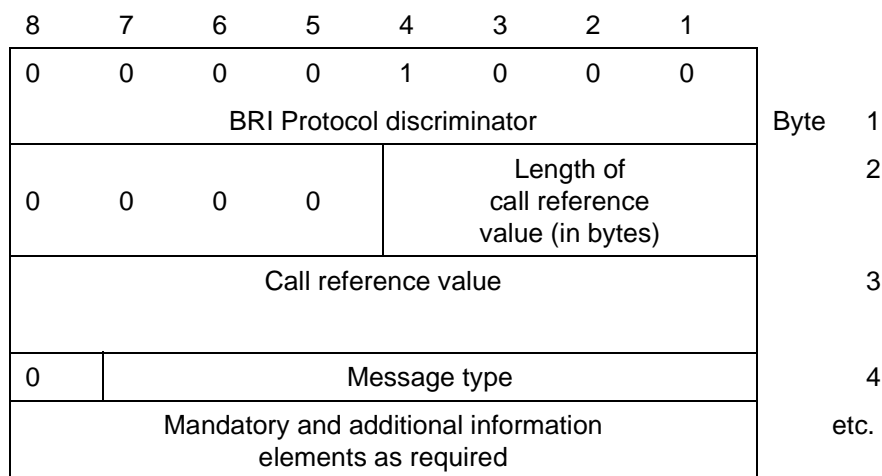 8 7 6 5 4 3 2 1
0 0 0 0 1 0 0 0
BRI Protocol discriminator Byte 1
Length of 2
0 0 0 0 call reference
value (in bytes)
Call reference value 3
0 Message type 4
Mandatory and additional information etc.
elements as required